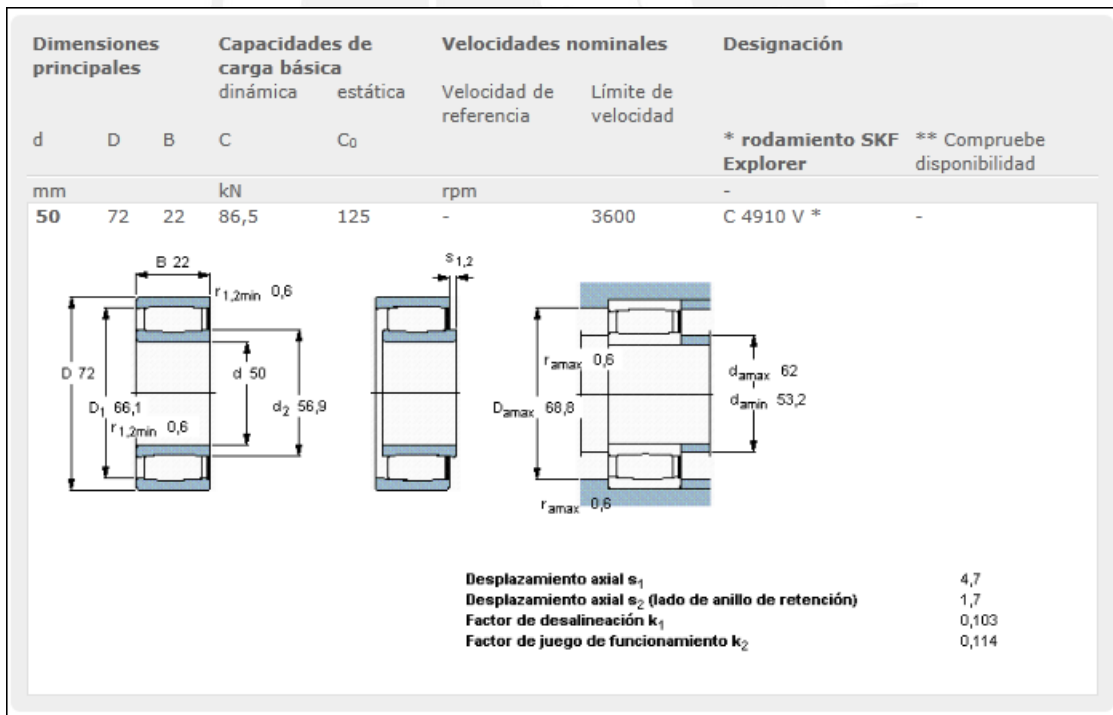 Dimensiones principales
Capacidades de carga básica
Velocidades nominales
Designación
dinámica
estática
Velocidad de referencia
Límite de velocidad
d
D
B
C
C₀
* rodamiento SKF Explorer
** Compruebe disponibilidad
mm
kN
rpm
-
50 72 22 86,5 125 - 3600 C 4910 V * -
B 22
r1,2min 0,6
D 72
D1 66,1
d 50
d2 56,9
r1,2min 0,6
s1,2
ramax 0,6
Damax 68,8
damax 62
damin 53,2
ramax 0,6
Desplazamiento axial s1 4,7
Desplazamiento axial s2 (lado de anillo de retención) 1,7
Factor de desalineación k1 0,103
Factor de juego de funcionamiento k2 0,114